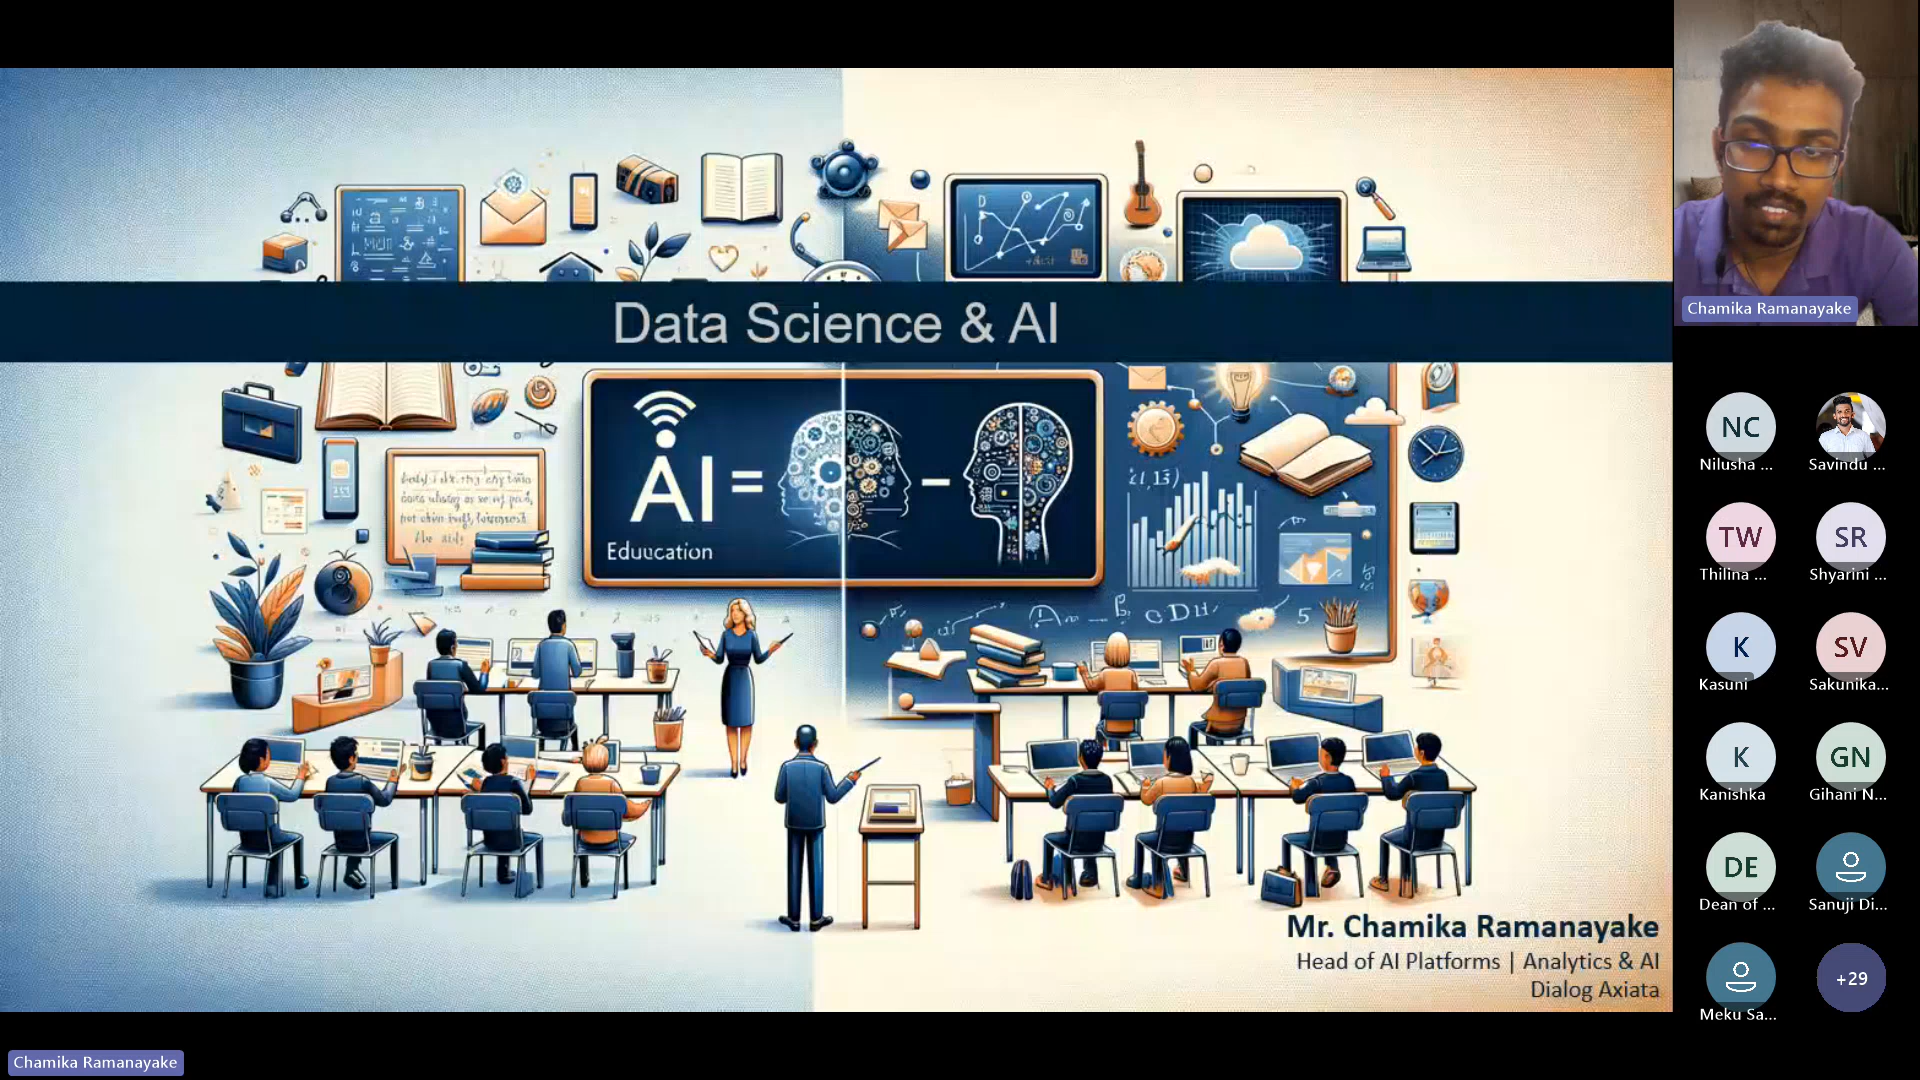 Data Science & AI
AI =
-
Eduucation
Mr. Chamika Ramanayake
Head of AI Platforms | Analytics & AI
Dialog Axiata
Chamika Ramanayake
Chamika Ramanayake
NC
Nilusha ...
Savindu ...
TW
Thilina ...
SR
Shyarini ...
K
Kasuni
SV
Sakunika...
K
Kanishka
GN
Gihani N...
DE
Dean of ...
Sanuji Di...
Meku Sa...
+29